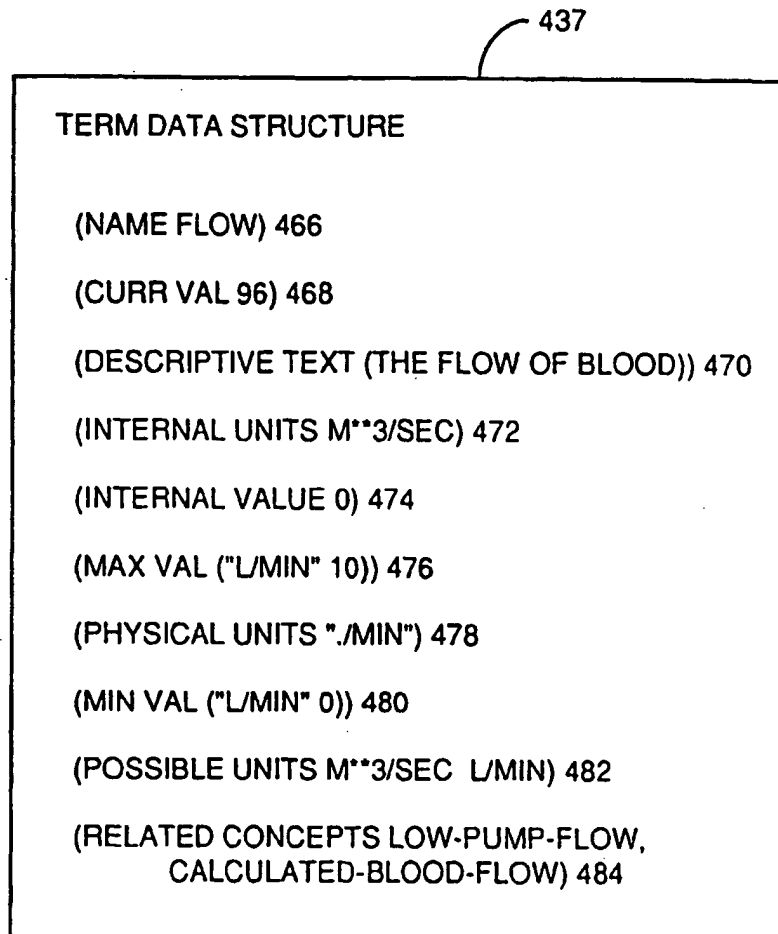 437
TERM DATA STRUCTURE
(NAME FLOW) 466
(CURR VAL 96) 468
(DESCRIPTIVE TEXT (THE FLOW OF BLOOD)) 470
(INTERNAL UNITS M**3/SEC) 472
(INTERNAL VALUE 0) 474
(MAX VAL ("L/MIN" 10)) 476
(PHYSICAL UNITS "./MIN") 478
(MIN VAL ("L/MIN" 0)) 480
(POSSIBLE UNITS M**3/SEC L/MIN) 482
(RELATED CONCEPTS LOW-PUMP-FLOW,
CALCULATED-BLOOD-FLOW) 484